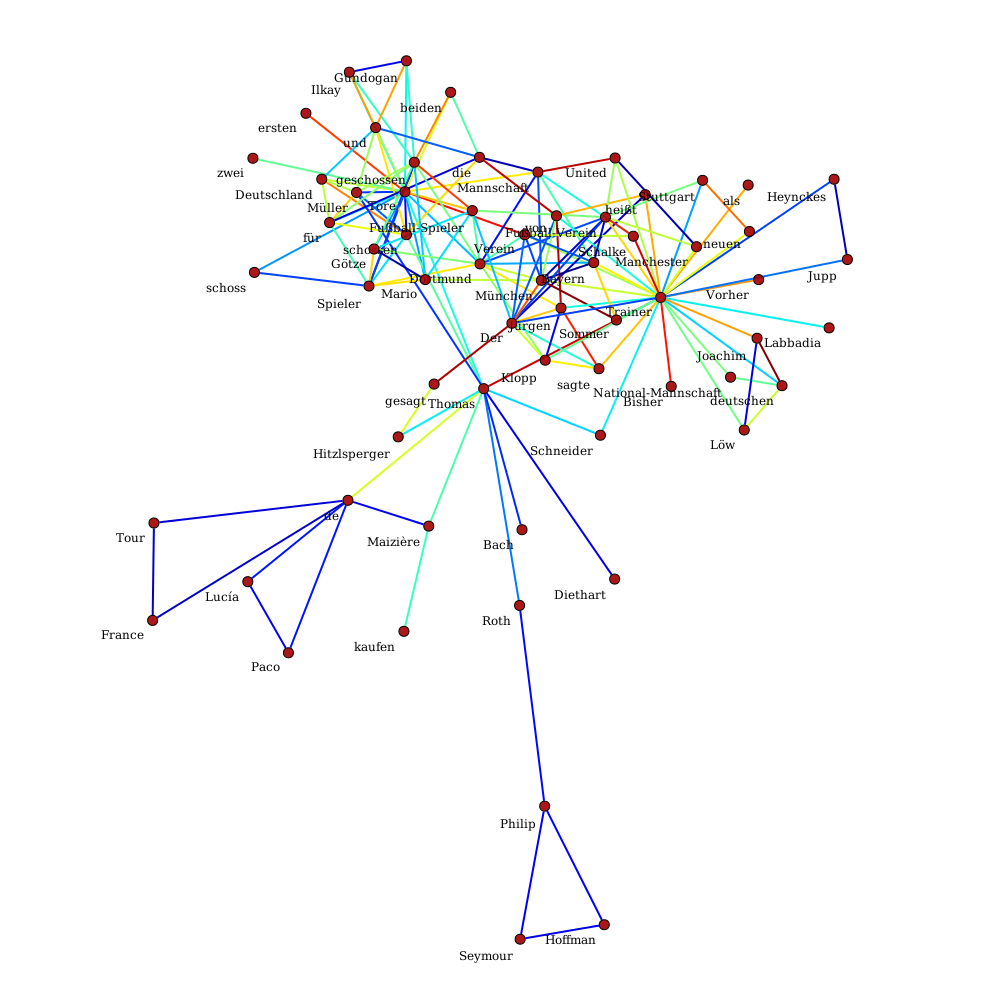 Gündogan
Ilkay
beiden
ersten
und
zwei
die
United
Deutschland
geschossen
Mannschaft
Müller
Tore
Stuttgart
als
Heynckes
heißt
für
Fußball-Spieler
von
Fußball-Verein
schossen
Verein
Schalke
neuen
Götze
Manchester
schoss
Dortmund
Bayern
Jupp
Spieler
Mario
München
Vorher
Trainer
Jürgen
Der
Sommer
Labbadia
Joachim
Klopp
sagte
National-Mannschaft
gesagt
Thomas
Bisher
deutschen
Löw
Hitzlsperger
Schneider
de
Tour
Maizière
Bach
Lucía
Diethart
France
Roth
kaufen
Paco
Philip
Hoffman
Seymour